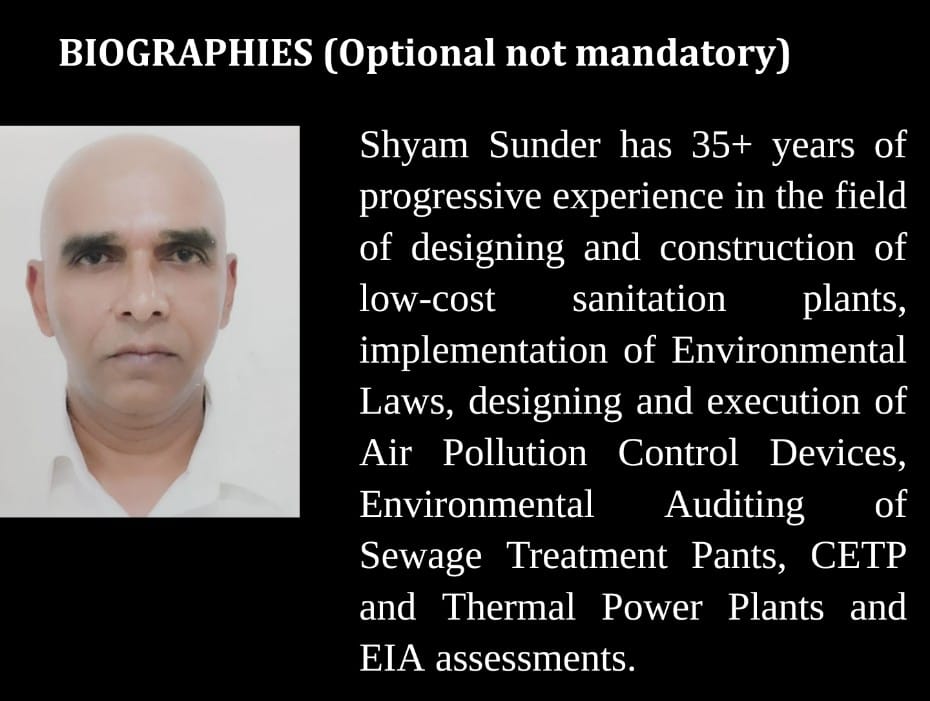 BIOGRAPHIES (Optional not mandatory)
Shyam Sunder has 35+ years of
progressive experience in the field
of designing and construction of
low-cost sanitation plants,
implementation of Environmental
Laws, designing and execution of
Air Pollution Control Devices,
Environmental Auditing of
Sewage Treatment Pants, CETP
and Thermal Power Plants and
EIA assessments.